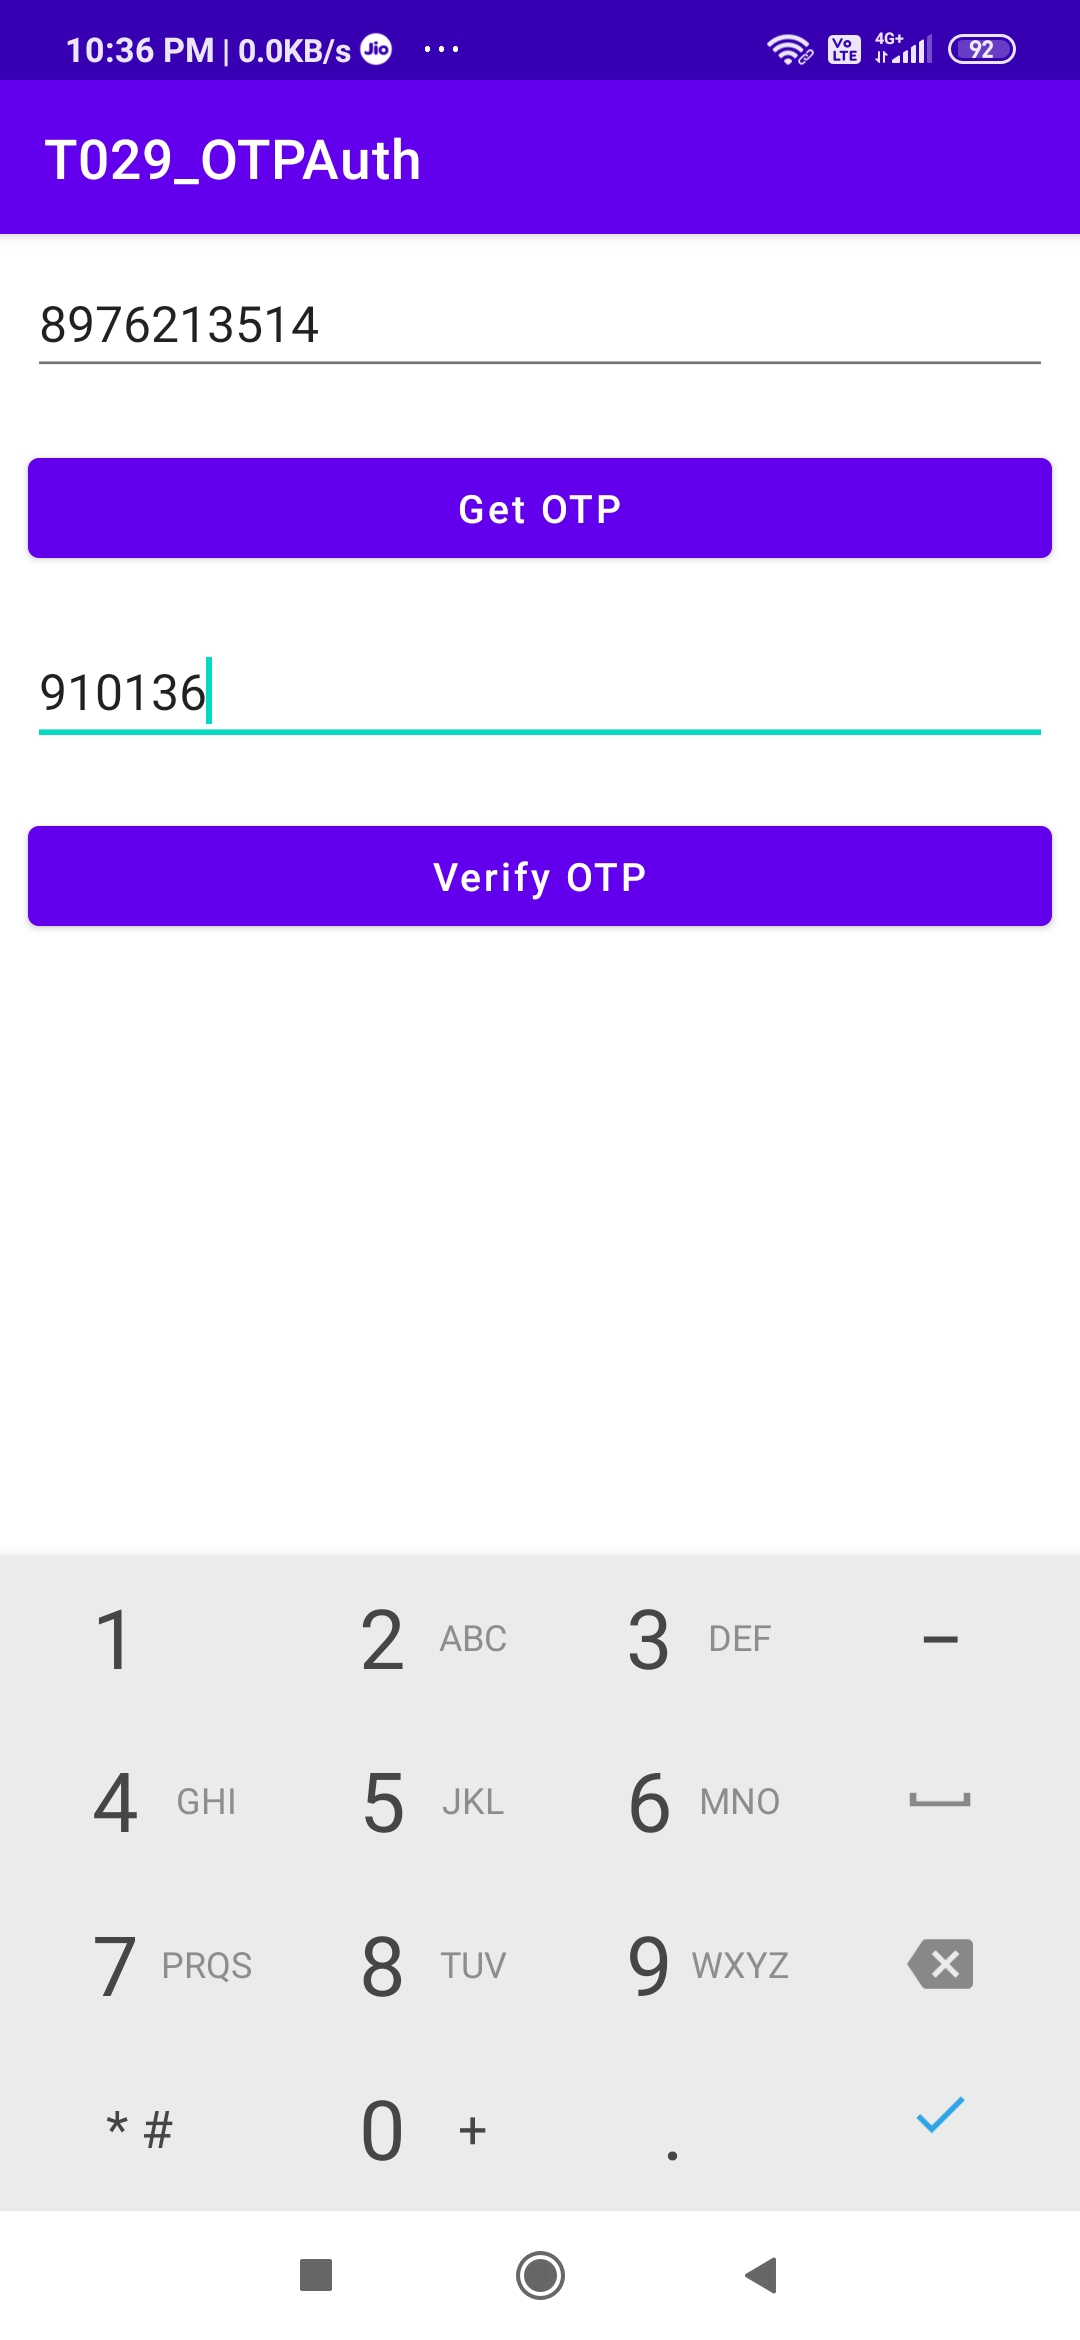 10:36 PM | 0.0KB/s Jio ...
Vo LTE 4G+ 92
T029_OTPAuth
8976213514
Get OTP
910136
Verify OTP
1 2 ABC 3 DEF –
4 GHI 5 JKL 6 MNO
7 PRQS 8 TUV 9 WXYZ
* # 0 + .